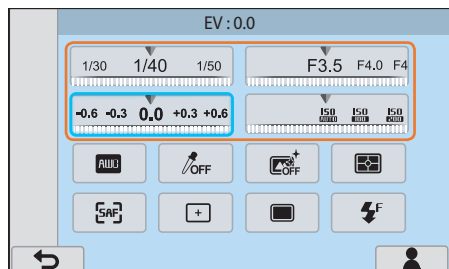 EV : 0.0
1/30 1/40 1/50 F3.5 F4.0 F4
-0.6 -0.3 0.0 +0.3 +0.6 ISO AUTO ISO 100 ISO 200
AWB OFF OFF
SAF F